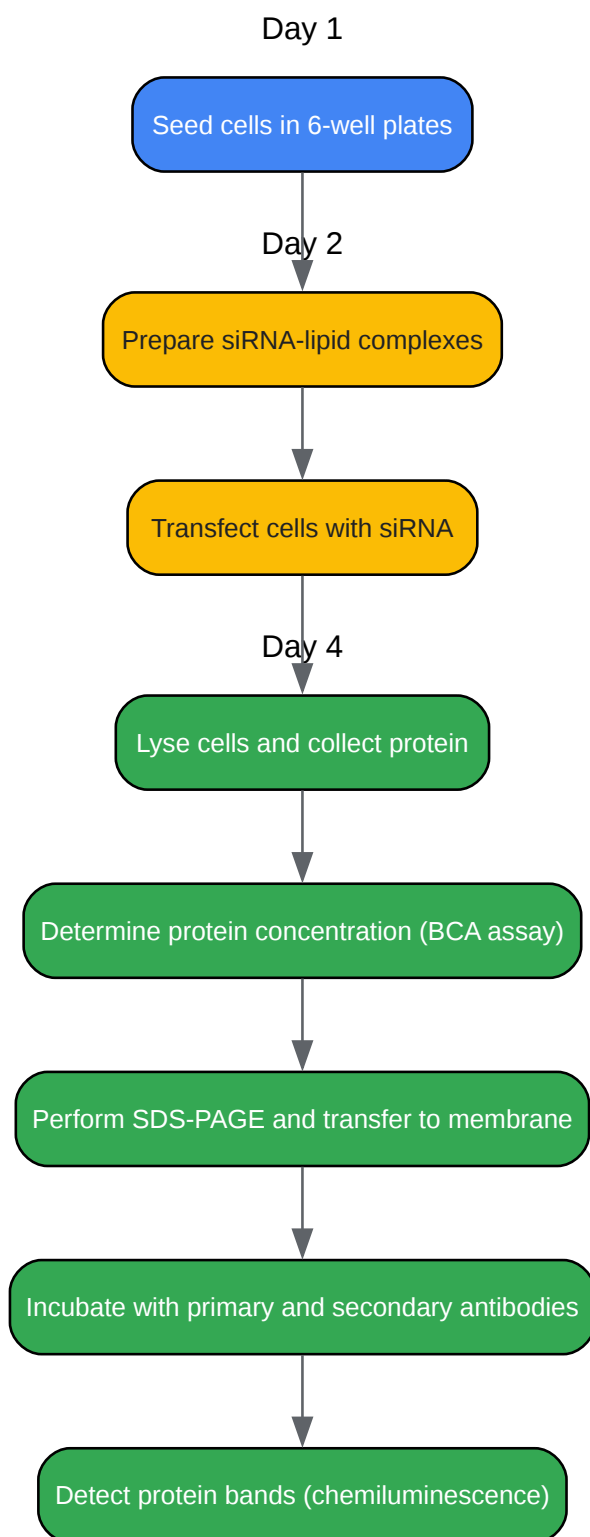 Day 1
Seed cells in 6-well plates
Day 2
Prepare siRNA-lipid complexes
Transfect cells with siRNA
Day 4
Lyse cells and collect protein
Determine protein concentration (BCA assay)
Perform SDS-PAGE and transfer to membrane
Incubate with primary and secondary antibodies
Detect protein bands (chemiluminescence)